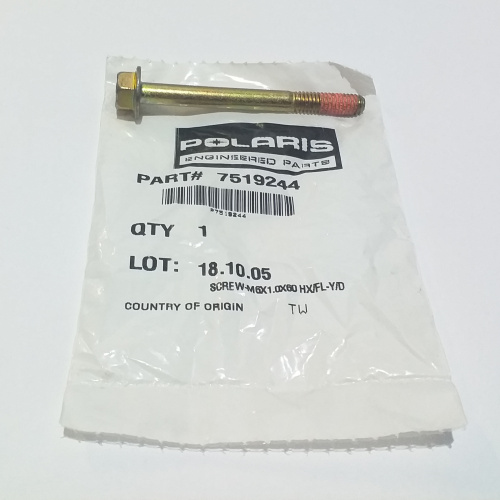 POLARIS
ENGINEERED PARTS
PART# 7519244
P7519244
QTY 1
LOT: 18.10.05
SCREW-M6X1.0X60 HX/FL-Y/D
COUNTRY OF ORIGIN TW